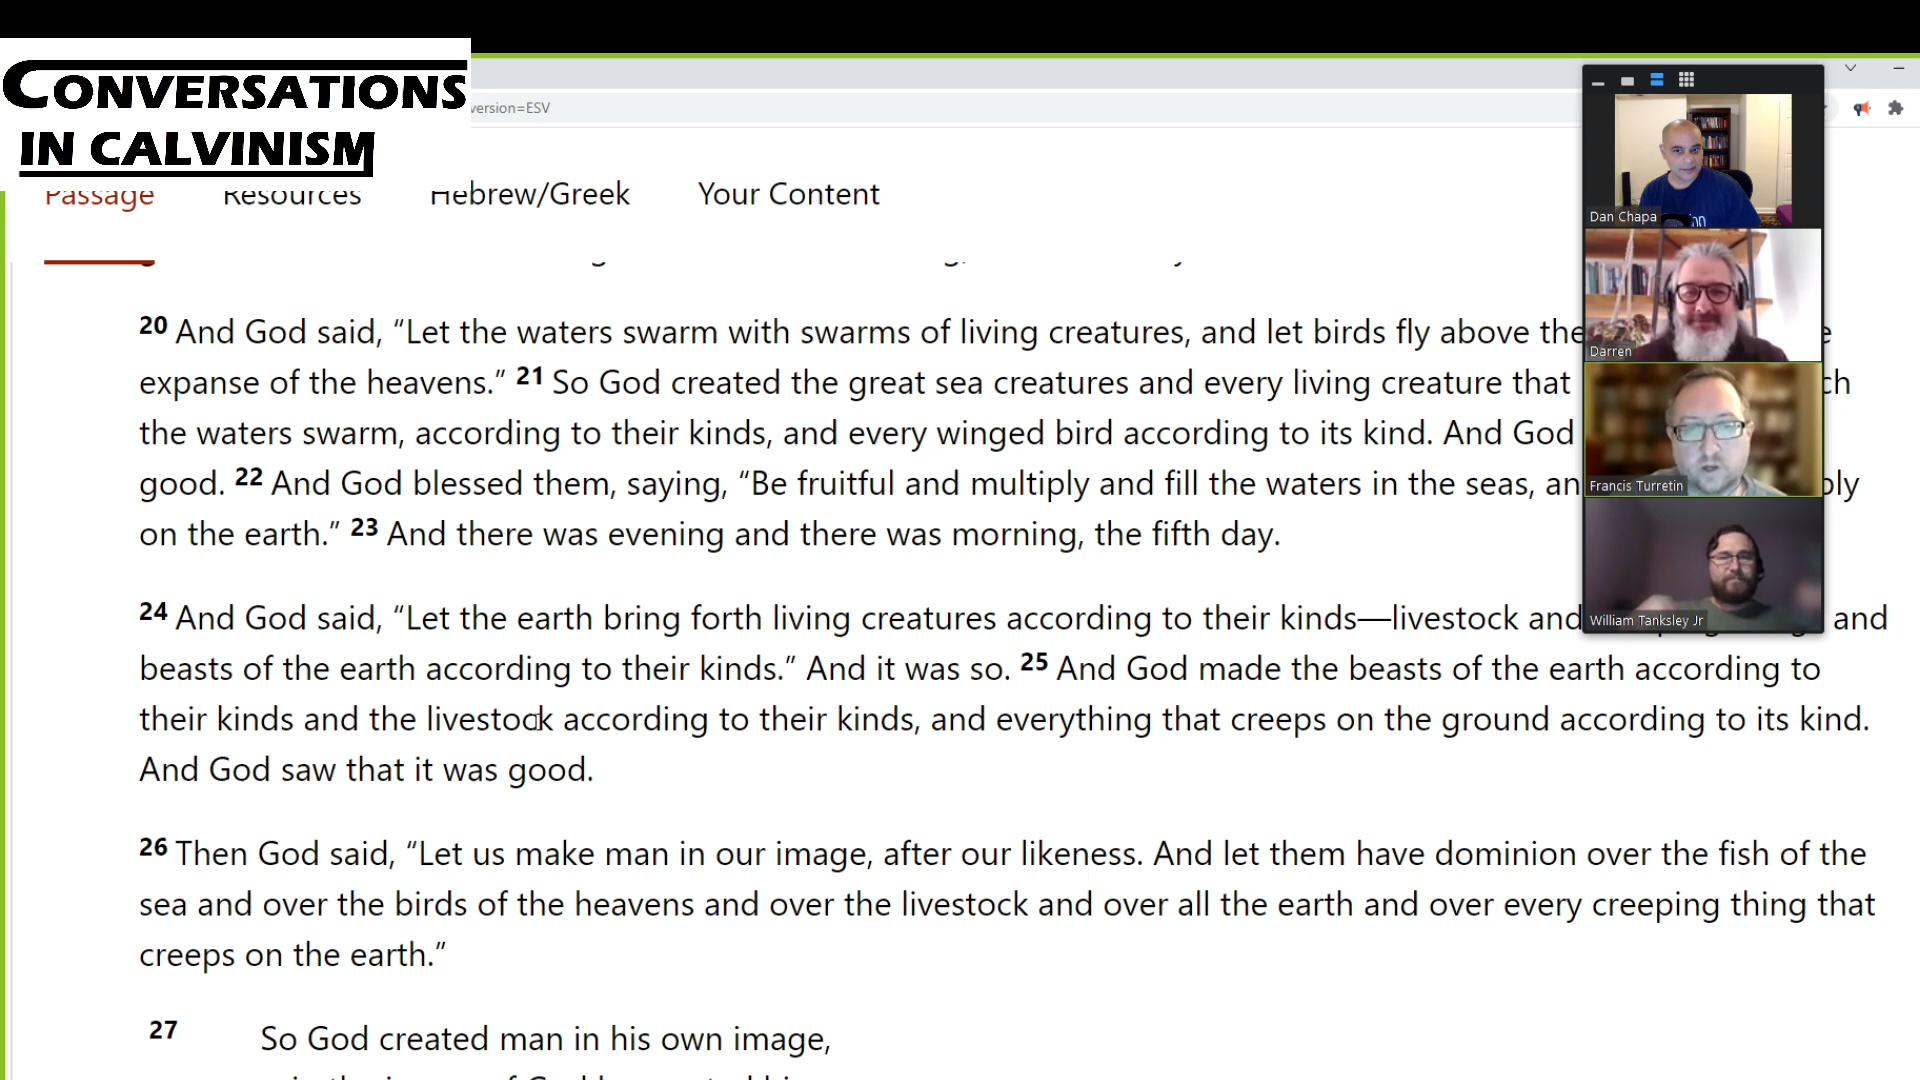 CONVERSATIONS
IN CALVINISM
version=ESV
Passage Resources Hebrew/Greek Your Content
20 And God said, “Let the waters swarm with swarms of living creatures, and let birds fly above the
expanse of the heavens.” 21 So God created the great sea creatures and every living creature that
the waters swarm, according to their kinds, and every winged bird according to its kind. And God
good. 22 And God blessed them, saying, “Be fruitful and multiply and fill the waters in the seas,
on the earth.” 23 And there was evening and there was morning, the fifth day.
24 And God said, “Let the earth bring forth living creatures according to their kinds—livestock and and
beasts of the earth according to their kinds.” And it was so. 25 And God made the beasts of the earth according to
their kinds and the livestock according to their kinds, and everything that creeps on the ground according to its kind.
And God saw that it was good.
26 Then God said, “Let us make man in our image, after our likeness. And let them have dominion over the fish of the
sea and over the birds of the heavens and over the livestock and over all the earth and over every creeping thing that
creeps on the earth.”
27 So God created man in his own image,
Dan Chapa
Darren
Francis Turretin
William Tanksley Jr